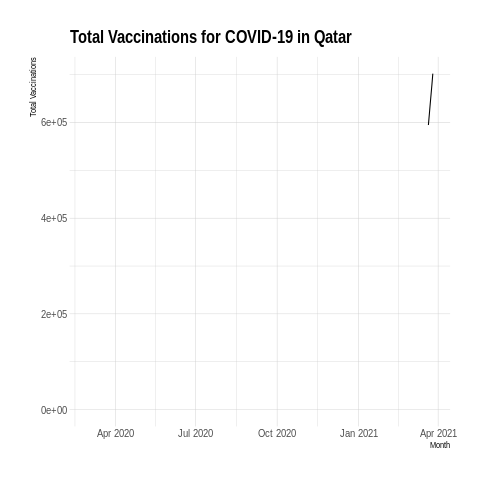 Total Vaccinations for COVID-19 in Qatar
Total Vaccinations
6e+05
4e+05
2e+05
0e+00
Apr 2020 Jul 2020 Oct 2020 Jan 2021 Apr 2021
Month